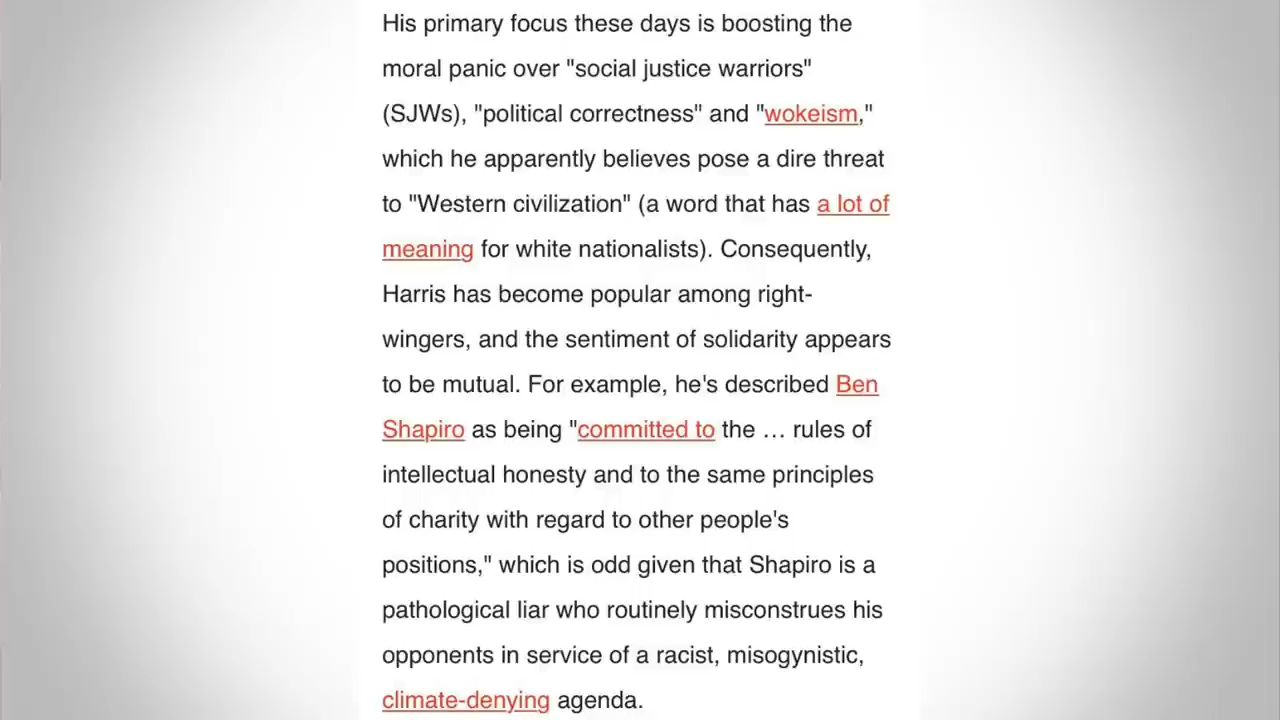 His primary focus these days is boosting the
moral panic over "social justice warriors"
(SJWs), "political correctness" and "wokeism,"
which he apparently believes pose a dire threat
to "Western civilization" (a word that has a lot of
meaning for white nationalists). Consequently,
Harris has become popular among right-
wingers, and the sentiment of solidarity appears
to be mutual. For example, he's described Ben
Shapiro as being "committed to the … rules of
intellectual honesty and to the same principles
of charity with regard to other people's
positions," which is odd given that Shapiro is a
pathological liar who routinely misconstrues his
opponents in service of a racist, misogynistic,
climate-denying agenda.